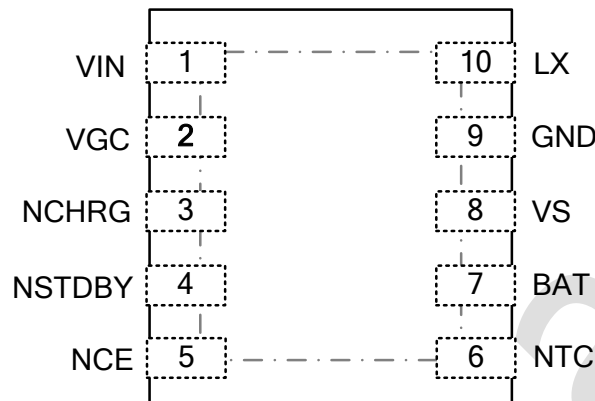 VIN 1 10 LX
VGC 2 9 GND
NCHRG 3 8 VS
NSTDBY 4 7 BAT
NCE 5 6 NTC